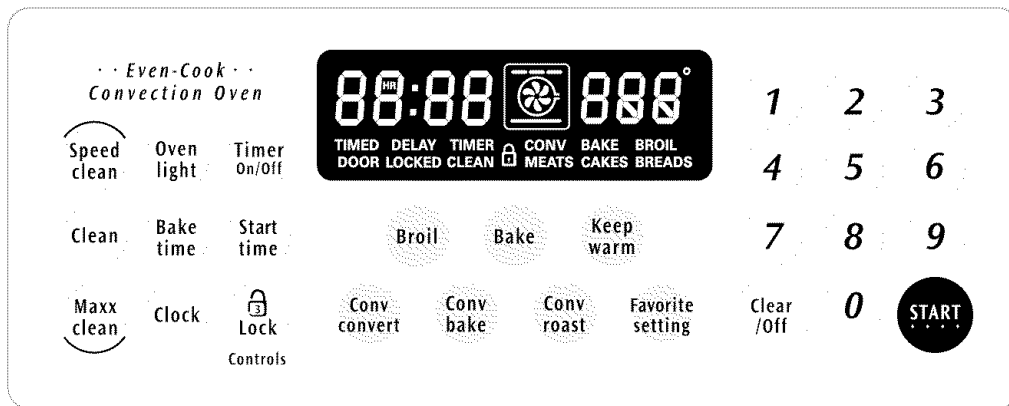 · · Even-Cook · ·
Convection Oven
Speed
clean
Oven
light
Timer
On/Off
Clean
Bake
time
Start
time
Maxx
clean
Clock
3
Lock
Controls
88:88
HR
888°
TIMED DELAY TIMER CONV BAKE BROIL
DOOR LOCKED CLEAN MEATS CAKES BREADS
Broil
Bake
Keep
warm
Conv
convert
Conv
bake
Conv
roast
Favorite
setting
1 2 3
4 5 6
7 8 9
Clear
/Off
0
START